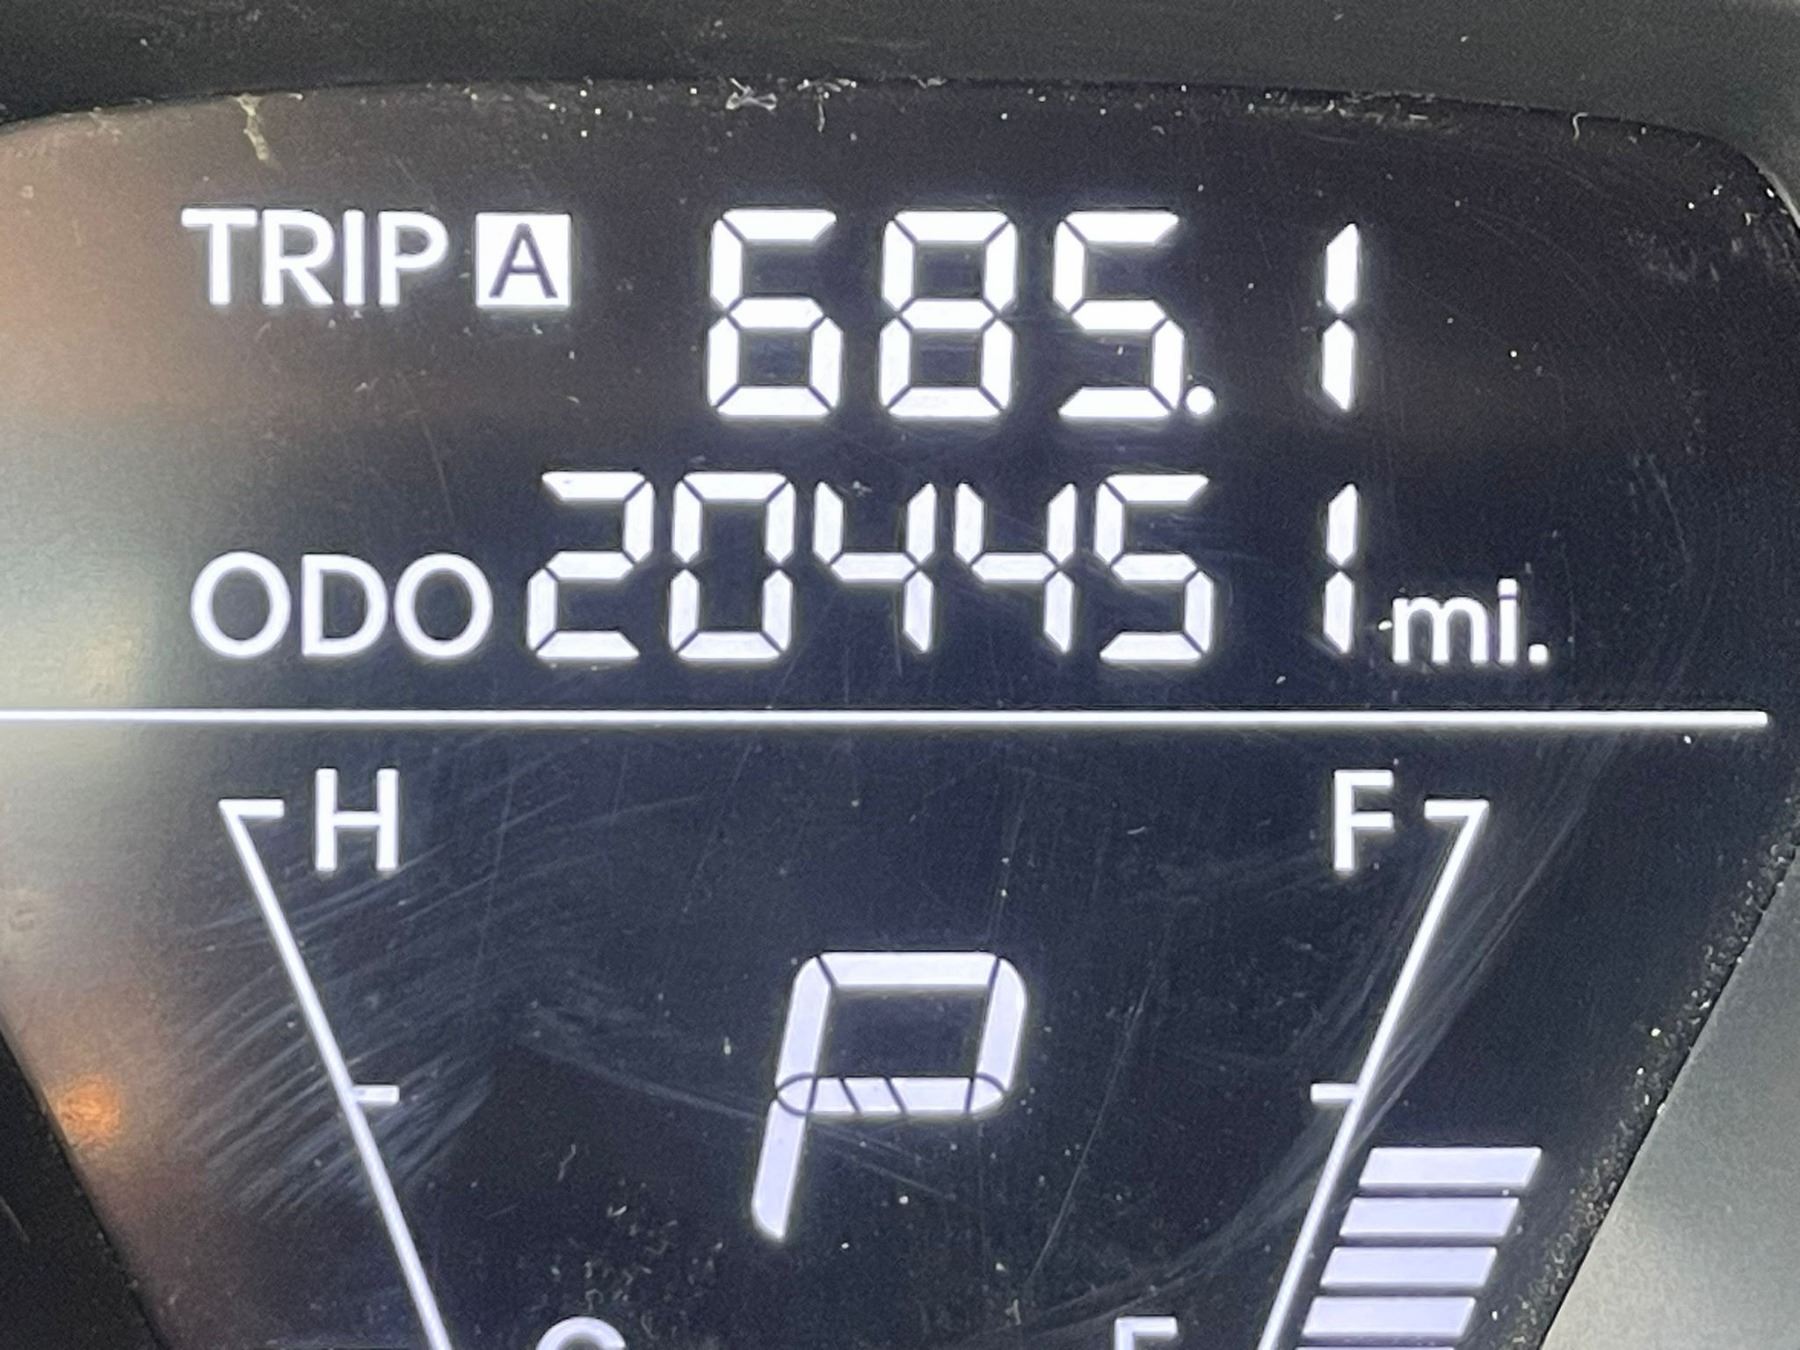 TRIP A 685.1
ODO 204451 mi.
H F
P
C E